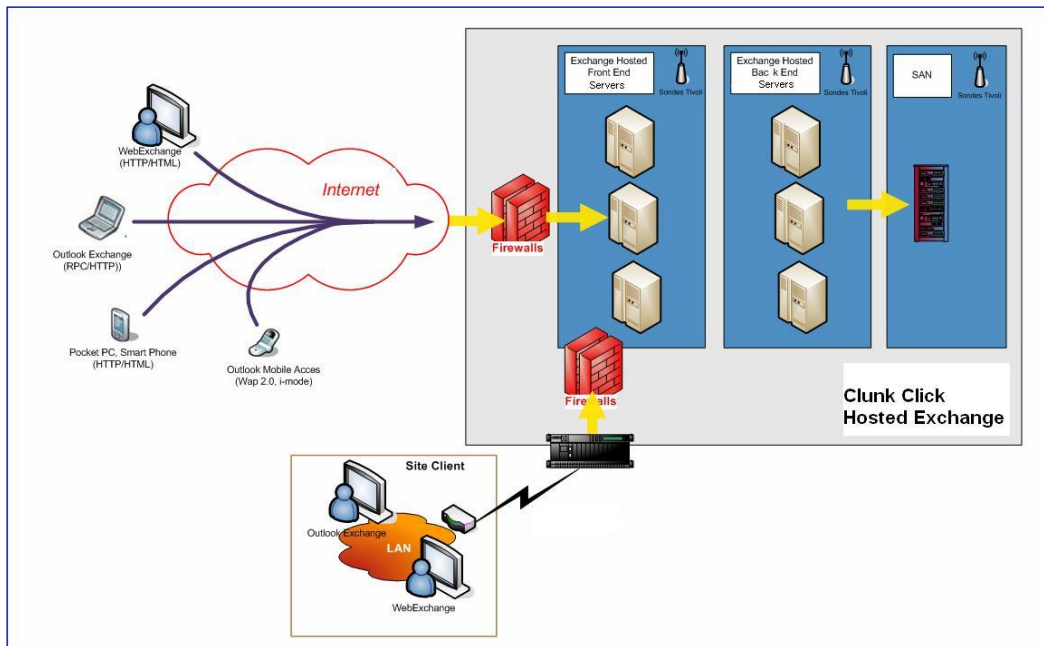 WebExchange
(HTTP/HTML)
Outlook Exchange
(RPC/HTTP))
Pocket PC, Smart Phone
(HTTP/HTML)
Outlook Mobile Acces
(Wap 2.0, i-mode)
Internet
Firewalls
Exchange Hosted
Front End
Servers
Sondes Tivoli
Exchange Hosted
Bac k End
Servers
Sondes Tivoli
SAN
Sondes Tivoli
Firewalls
Clunk Click
Hosted Exchange
Site Client
Outlook Exchange
LAN
WebExchange